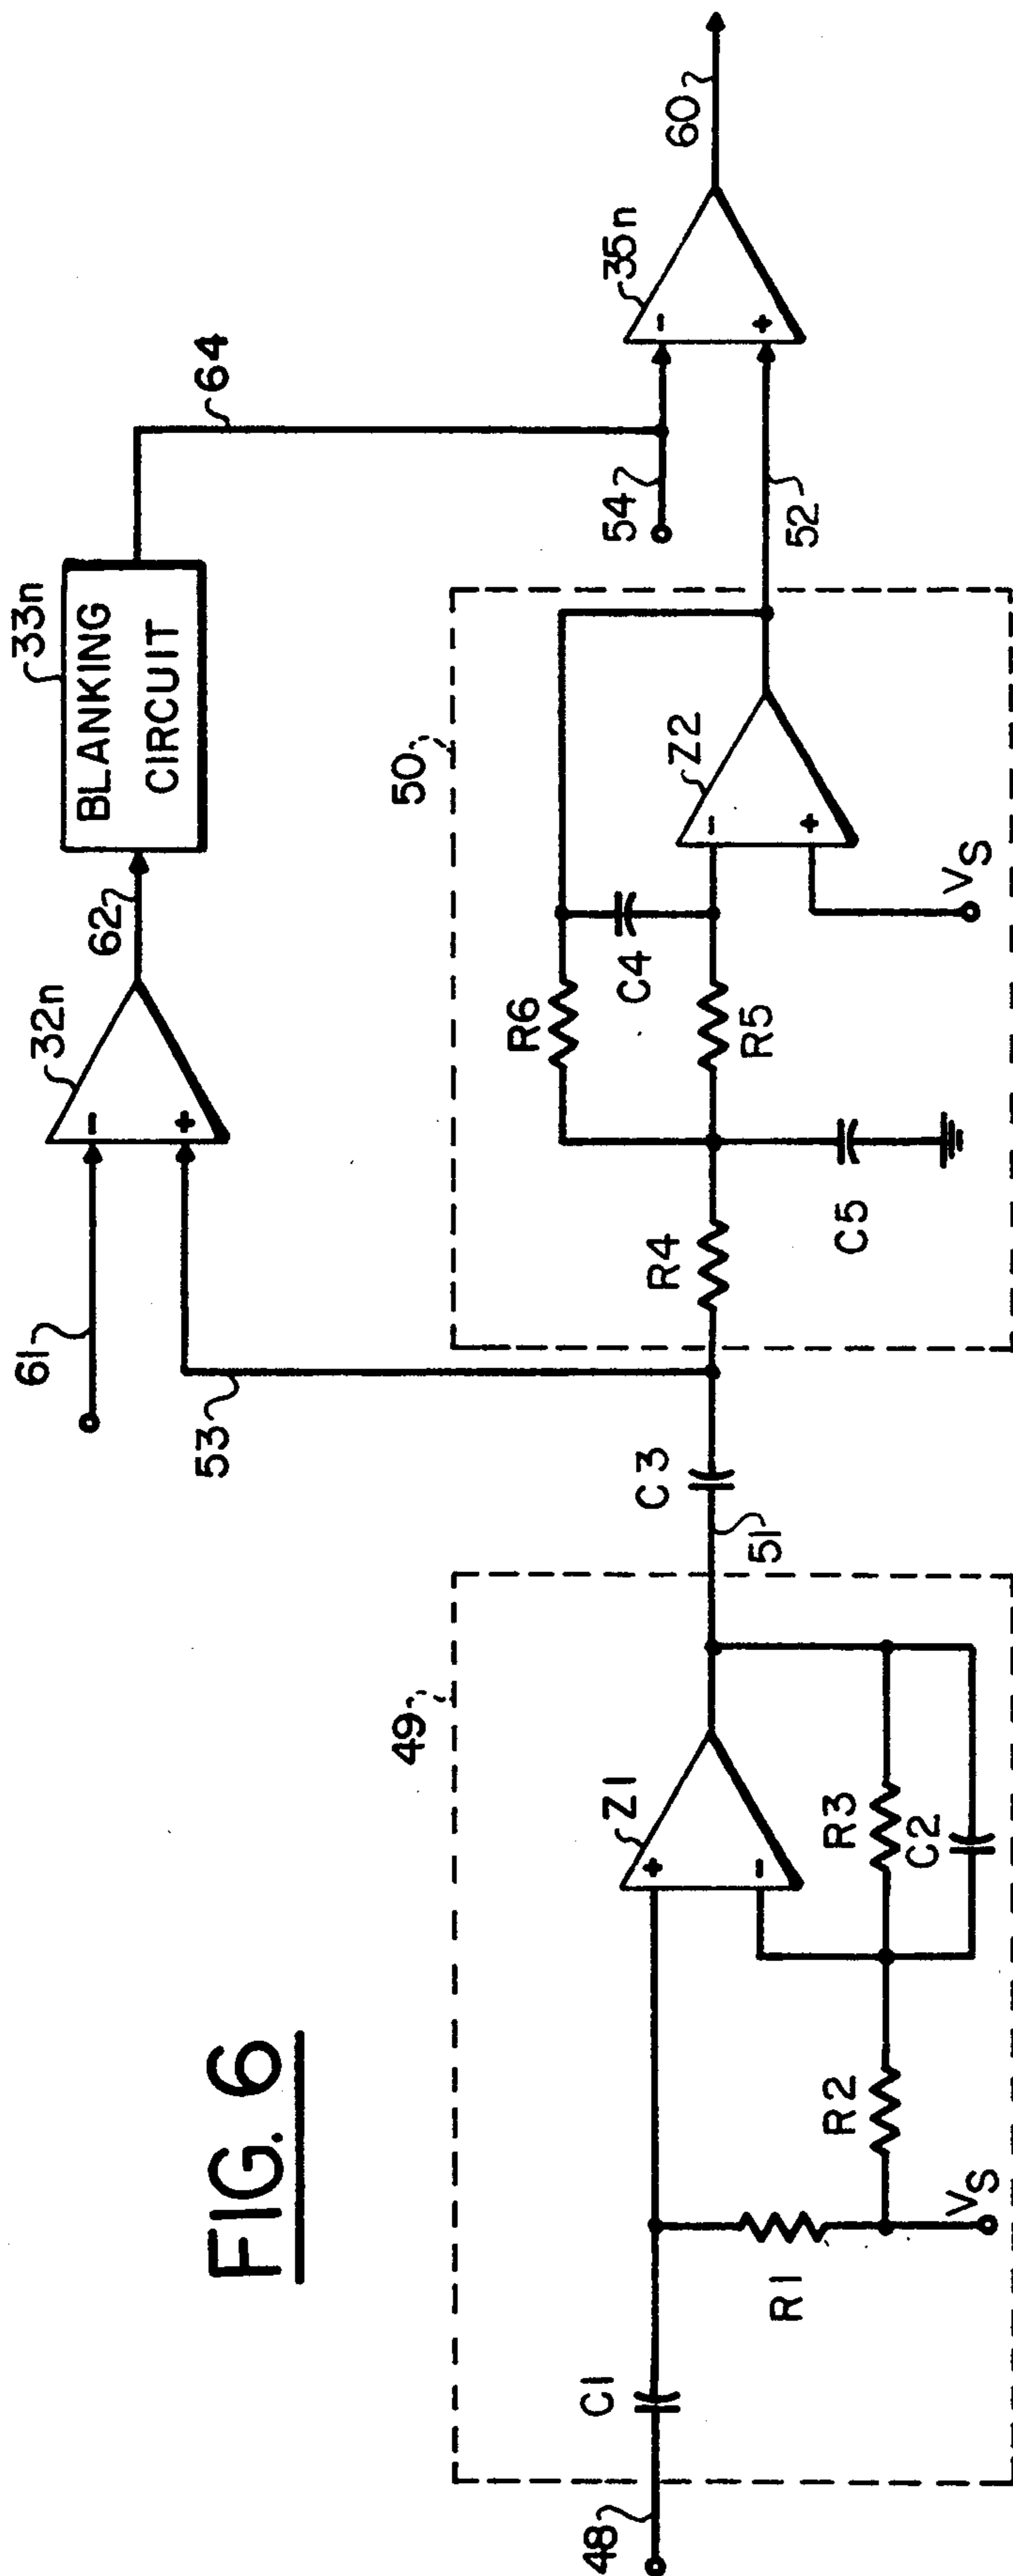 FIG. 6
48
C1
R1
VS
R2
49
Z1
+
-
R3
C2
51
C3
53
61
32n
-
+
62
33n
BLANKING
CIRCUIT
64
50
R4
C5
R6
R5
C4
Z2
-
+
VS
52
54
35n
-
+
60